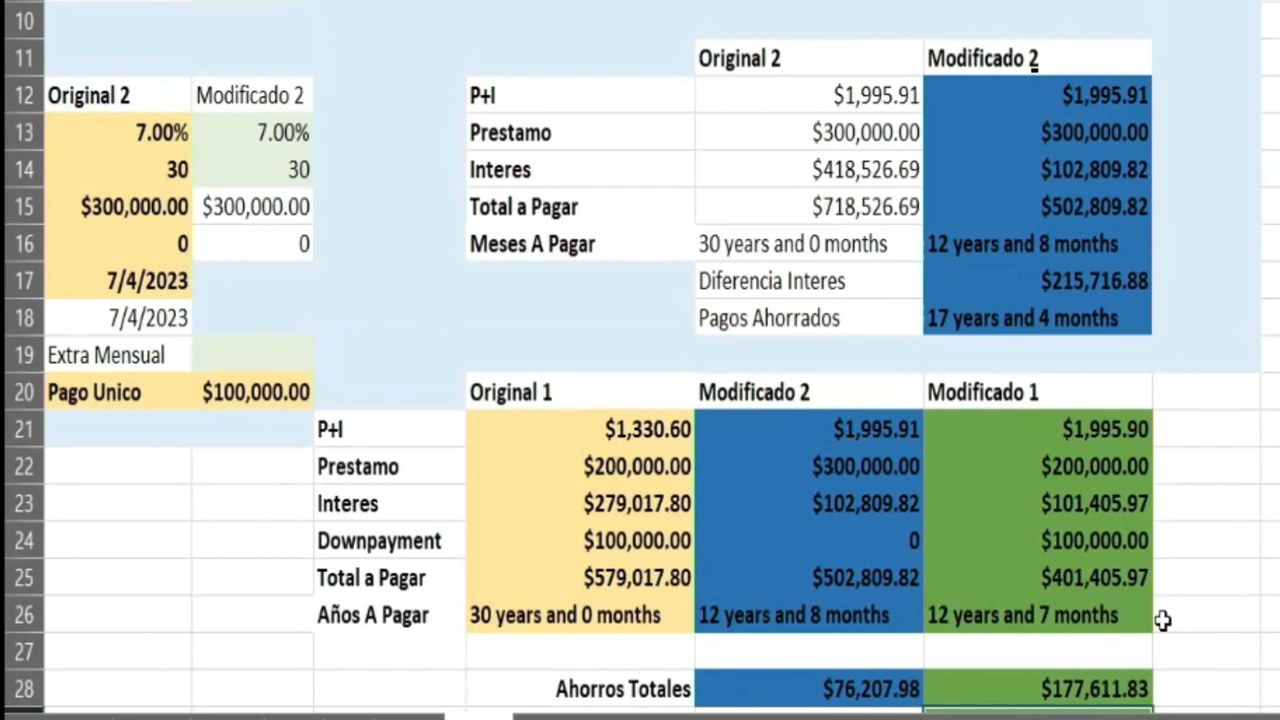 10
11 Original 2 Modificado 2
12 Original 2 Modificado 2 P+I $1,995.91 $1,995.91
13 7.00% 7.00% Prestamo $300,000.00 $300,000.00
14 30 30 Interes $418,526.69 $102,809.82
15 $300,000.00 $300,000.00 Total a Pagar $718,526.69 $502,809.82
16 0 0 Meses A Pagar 30 years and 0 months 12 years and 8 months
17 7/4/2023 Diferencia Interes $215,716.88
18 7/4/2023 Pagos Ahorrados 17 years and 4 months
19 Extra Mensual
20 Pago Unico $100,000.00 Original 1 Modificado 2 Modificado 1
21 P+I $1,330.60 $1,995.91 $1,995.90
22 Prestamo $200,000.00 $300,000.00 $200,000.00
23 Interes $279,017.80 $102,809.82 $101,405.97
24 Downpayment $100,000.00 0 $100,000.00
25 Total a Pagar $579,017.80 $502,809.82 $401,405.97
26 Años A Pagar 30 years and 0 months 12 years and 8 months 12 years and 7 months
27
28 Ahorros Totales $76,207.98 $177,611.83